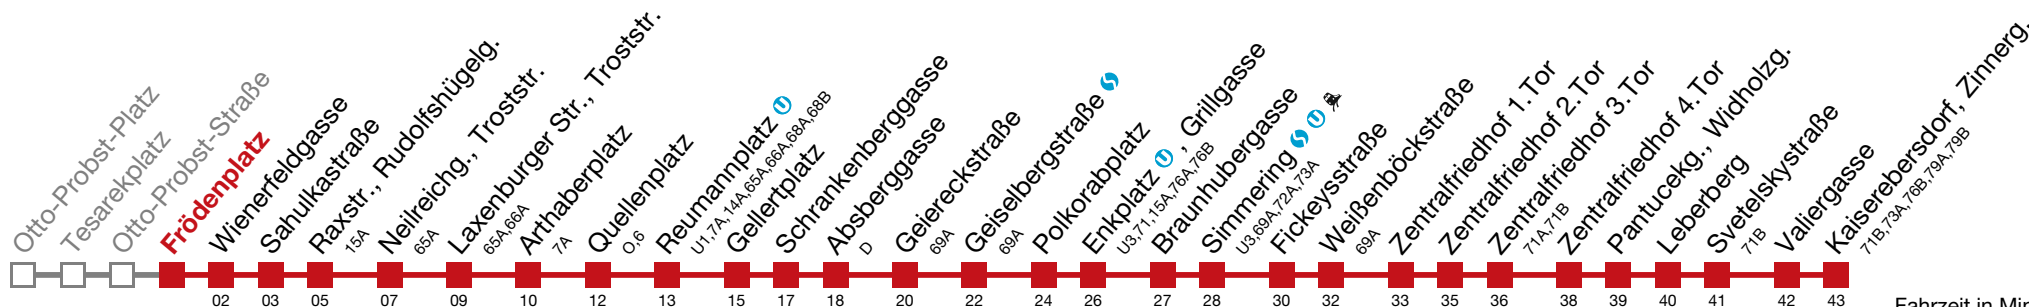 Otto-Probst-Platz
Tesarekplatz
Otto-Probst-Straße
Frödenplatz
Wienerfeldgasse
Sahulkastraße
Raxstr., Rudolfshügelg.
15A
Neilreichg., Troststr.
65A
Laxenburger Str., Troststr.
65A,66A
Arthaberplatz
7A
Quellenplatz
O,6
Reumannplatz U
U1,7A,14A,65A,66A,68A,68B
Gellertplatz
Schrankenberggasse
Absberggasse
D
Geiereckstraße
69A
Geiselbergstraße
69A
Polkorabplatz
Enkplatz U , Grillgasse
U3,71,15A,76A,76B
Braunhubergasse
Simmering U
U3,69A,72A,73A
Fickeysstraße
Weißenböckstraße
69A
Zentralfriedhof 1.Tor
Zentralfriedhof 2.Tor
Zentralfriedhof 3.Tor
71A,71B
Zentralfriedhof 4.Tor
Pantucekg., Widholzg.
Leberberg
Svetelskystraße
71B
Valiergasse
Kaiserebersdorf, Zinnerg.
71B,73A,76B,79A,79B
02 03 05 07 09 10 12 13 15 17 18 20 22 24 26 27 28 30 32 33 35 36 38 39 40 41 42 43
Fahrzeit in Min